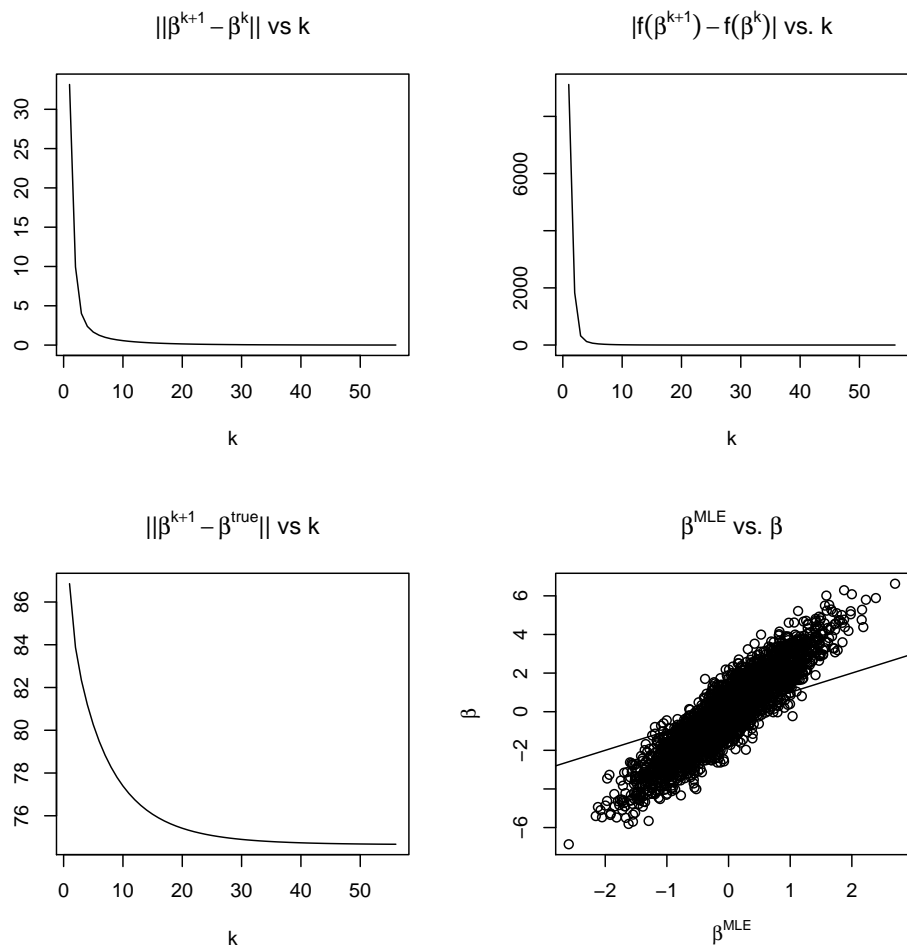 ||β^{k+1} − β^k|| vs k
0 5 10 15 20 25 30
0 10 20 30 40 50
k
|f(β^{k+1}) − f(β^k)| vs. k
0 2000 6000
0 10 20 30 40 50
k
||β^{k+1} − β^{true}|| vs k
76 78 80 82 84 86
0 10 20 30 40 50
k
β^{MLE} vs. β
β
−6 −2 0 2 4 6
−2 −1 0 1 2
β^{MLE}